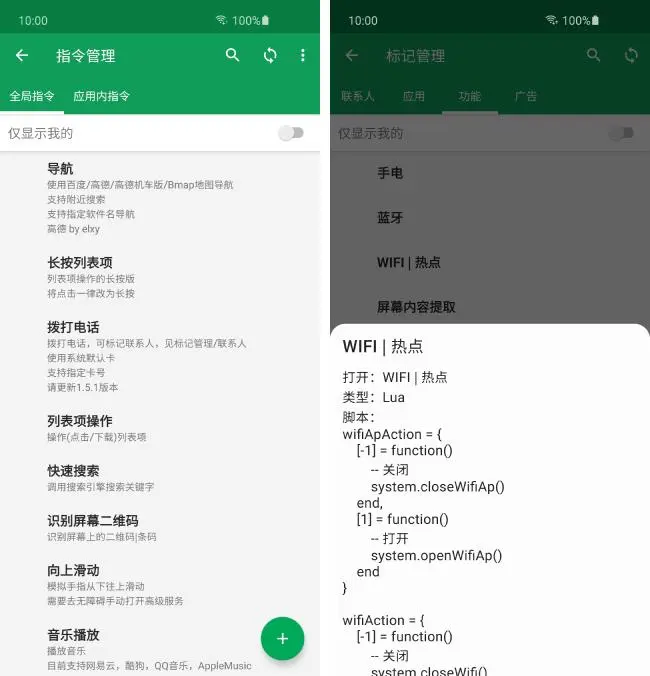 10:00
100%
指令管理
全局指令
应用内指令
仅显示我的
导航
使用百度/高德/高德机车版/Bmap地图导航
支持附近搜索
支持指定软件名导航
高德 by elxy
长按列表项
列表项操作的长按版
将点击一律改为长按
拨打电话
拨打电话，可标记联系人，见标记管理/联系人
使用系统默认卡
支持指定卡号
请更新1.5.1版本
列表项操作
操作(点击/下载)列表项
快速搜索
调用搜索引擎搜索关键字
识别屏幕二维码
识别屏幕上的二维码|条码
向上滑动
模拟手指从下往上滑动
需要去无障碍手动打开高级服务
音乐播放
播放音乐
目前支持网易云，酷狗，QQ音乐，AppleMusic
10:00
100%
标记管理
联系人
应用
功能
广告
仅显示我的
手电
蓝牙
WIFI | 热点
屏幕内容提取
WIFI | 热点
打开：WIFI | 热点
类型：Lua
脚本：
wifiApAction = {
[-1] = function()
-- 关闭
system.closeWifiAp()
end,
[1] = function()
-- 打开
system.openWifiAp()
end
}
wifiAction = {
[-1] = function()
-- 关闭
system.closeWifi()